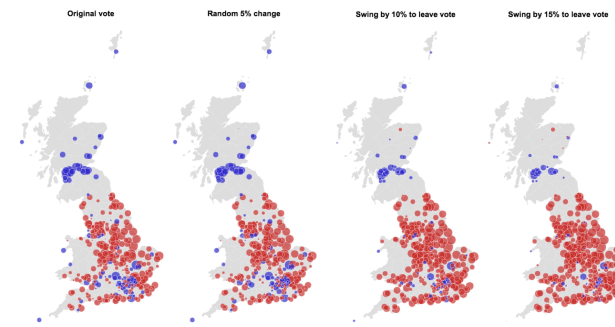 Original vote
Random 5% change
Swing by 10% to leave vote
Swing by 15% to leave vote